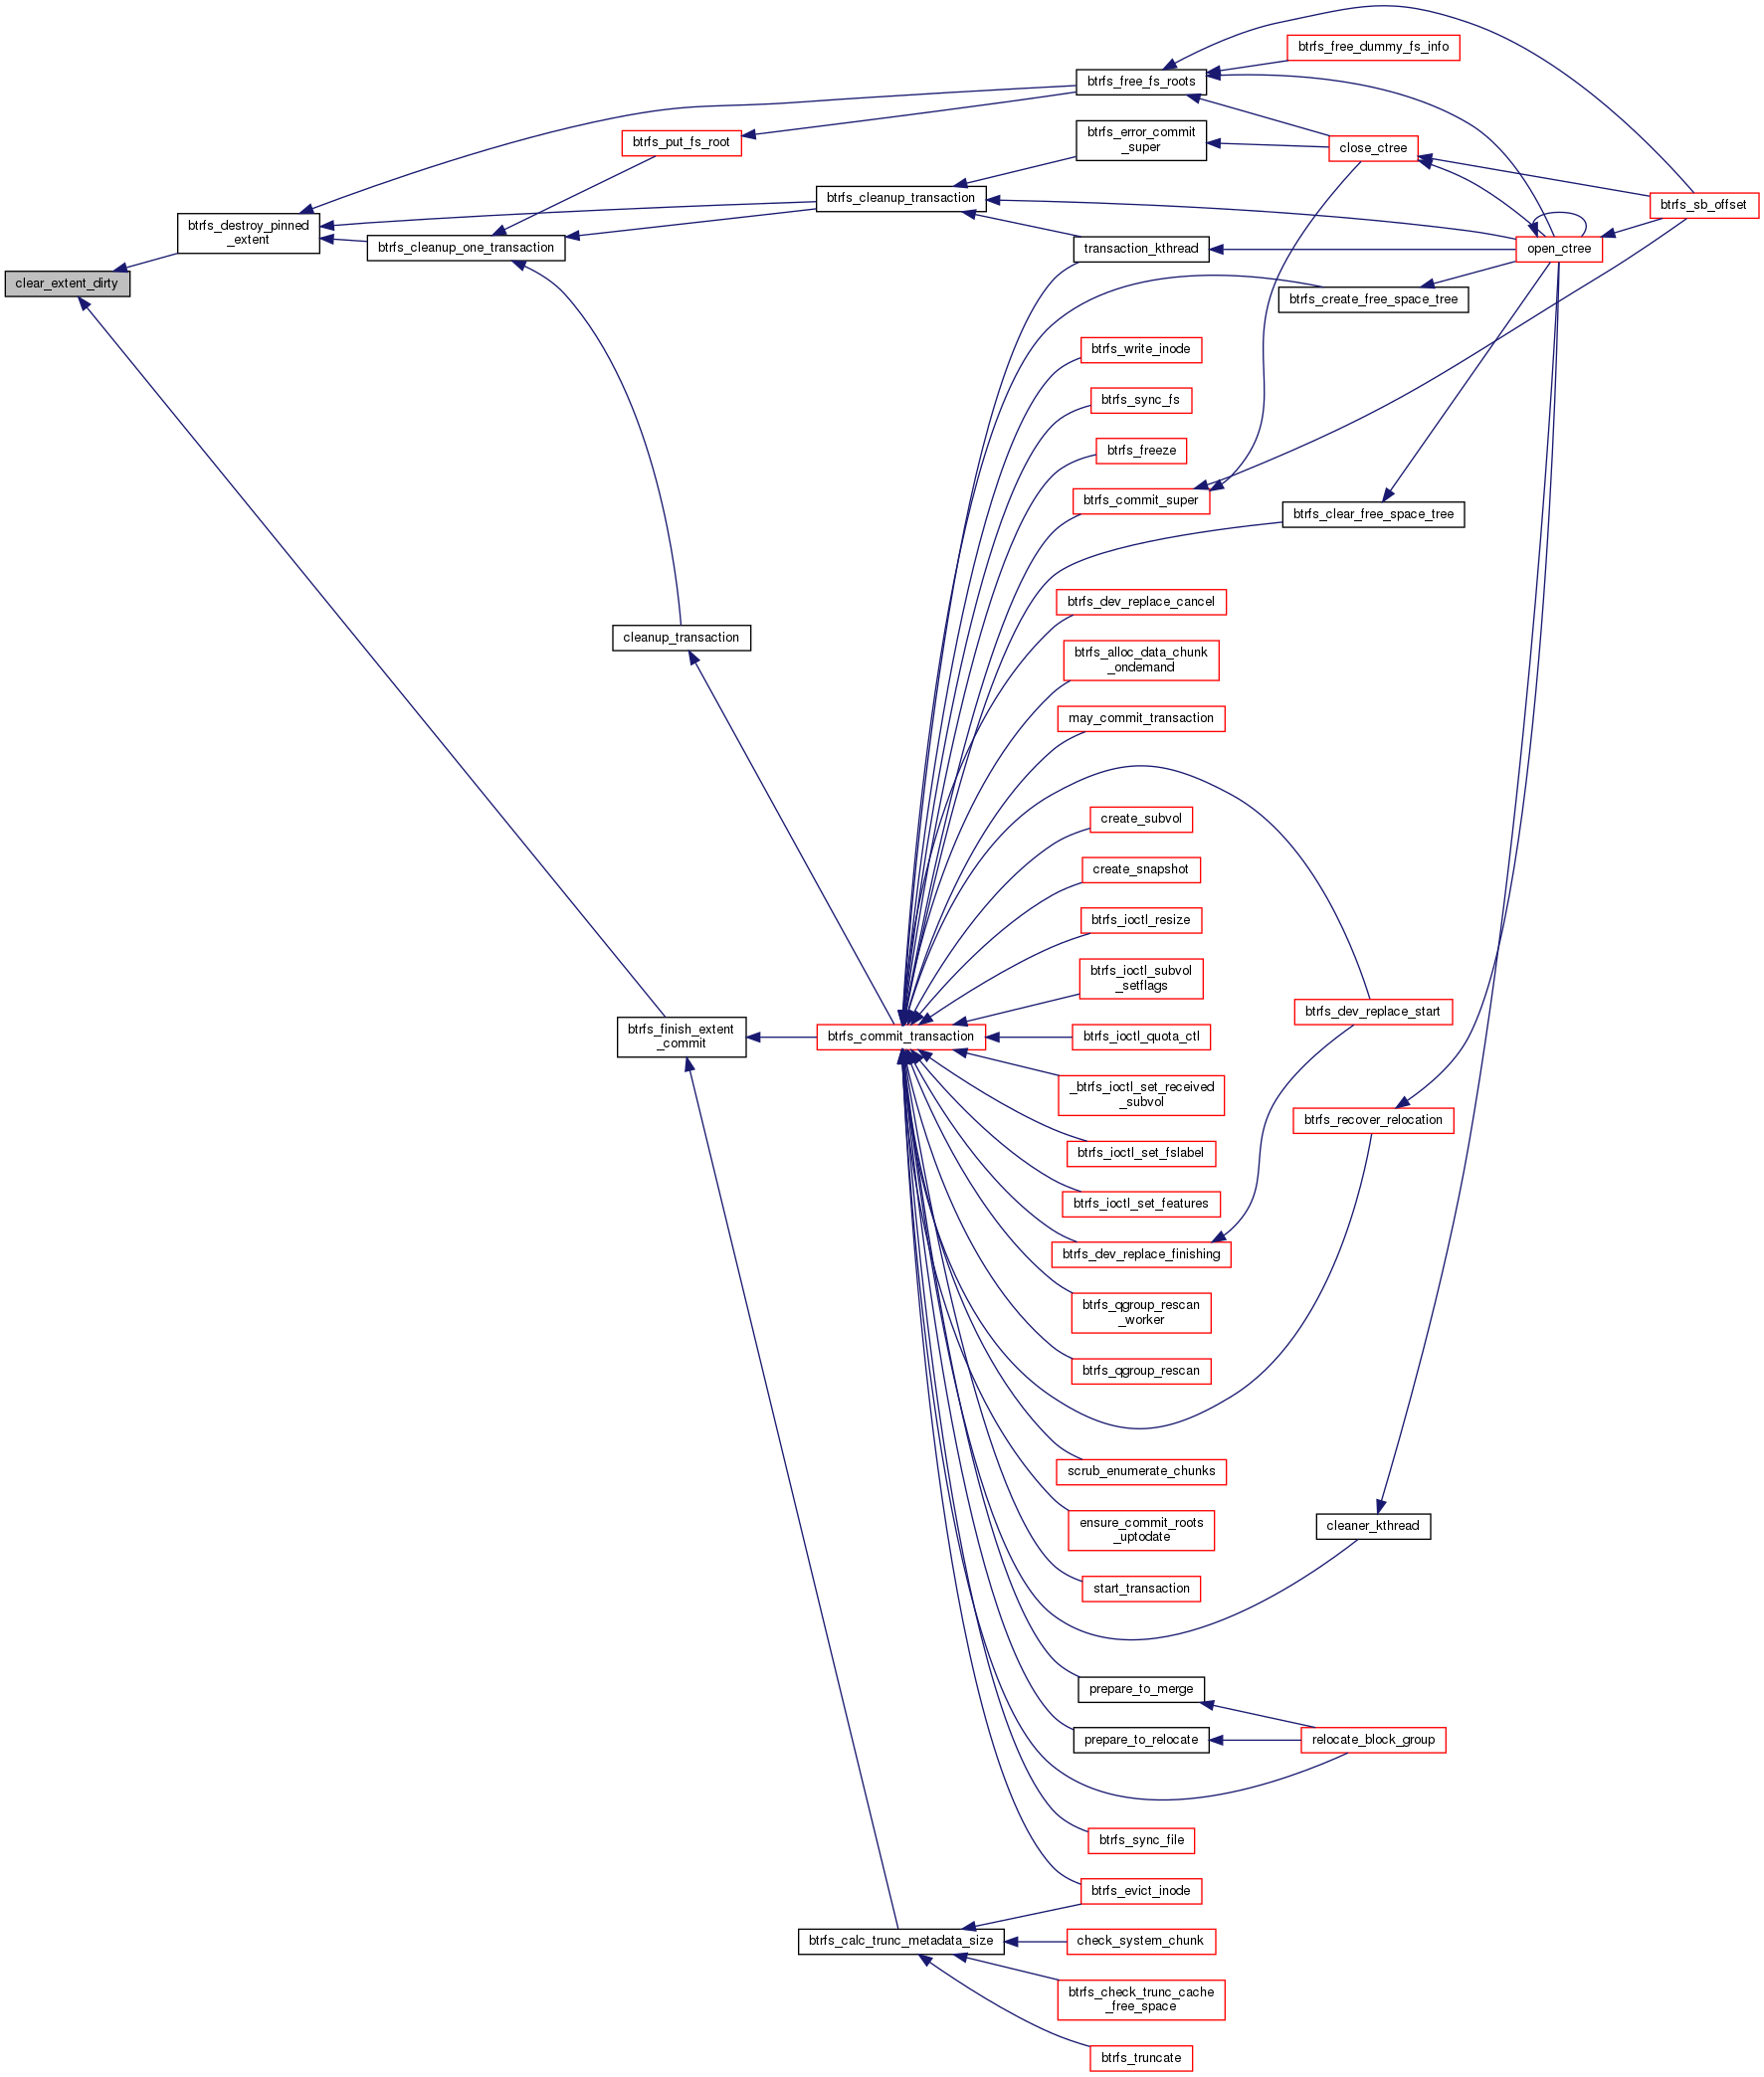 btrfs_free_dummy_fs_info
btrfs_free_fs_roots
btrfs_error_commit
_super
btrfs_put_fs_root
close_ctree
btrfs_cleanup_transaction
btrfs_sb_offset
btrfs_destroy_pinned
_extent
btrfs_cleanup_one_transaction
transaction_kthread
open_ctree
clear_extent_dirty
btrfs_create_free_space_tree
btrfs_write_inode
btrfs_sync_fs
btrfs_freeze
btrfs_commit_super
btrfs_clear_free_space_tree
btrfs_dev_replace_cancel
cleanup_transaction
btrfs_alloc_data_chunk
_ondemand
may_commit_transaction
create_subvol
create_snapshot
btrfs_ioctl_resize
btrfs_ioctl_subvol
_setflags
btrfs_dev_replace_start
btrfs_finish_extent
_commit
btrfs_commit_transaction
btrfs_ioctl_quota_ctl
_btrfs_ioctl_set_received
_subvol
btrfs_recover_relocation
btrfs_ioctl_set_fslabel
btrfs_ioctl_set_features
btrfs_dev_replace_finishing
btrfs_qgroup_rescan
_worker
btrfs_qgroup_rescan
scrub_enumerate_chunks
ensure_commit_roots
_uptodate
cleaner_kthread
start_transaction
prepare_to_merge
prepare_to_relocate
relocate_block_group
btrfs_sync_file
btrfs_evict_inode
btrfs_calc_trunc_metadata_size
check_system_chunk
btrfs_check_trunc_cache
_free_space
btrfs_truncate